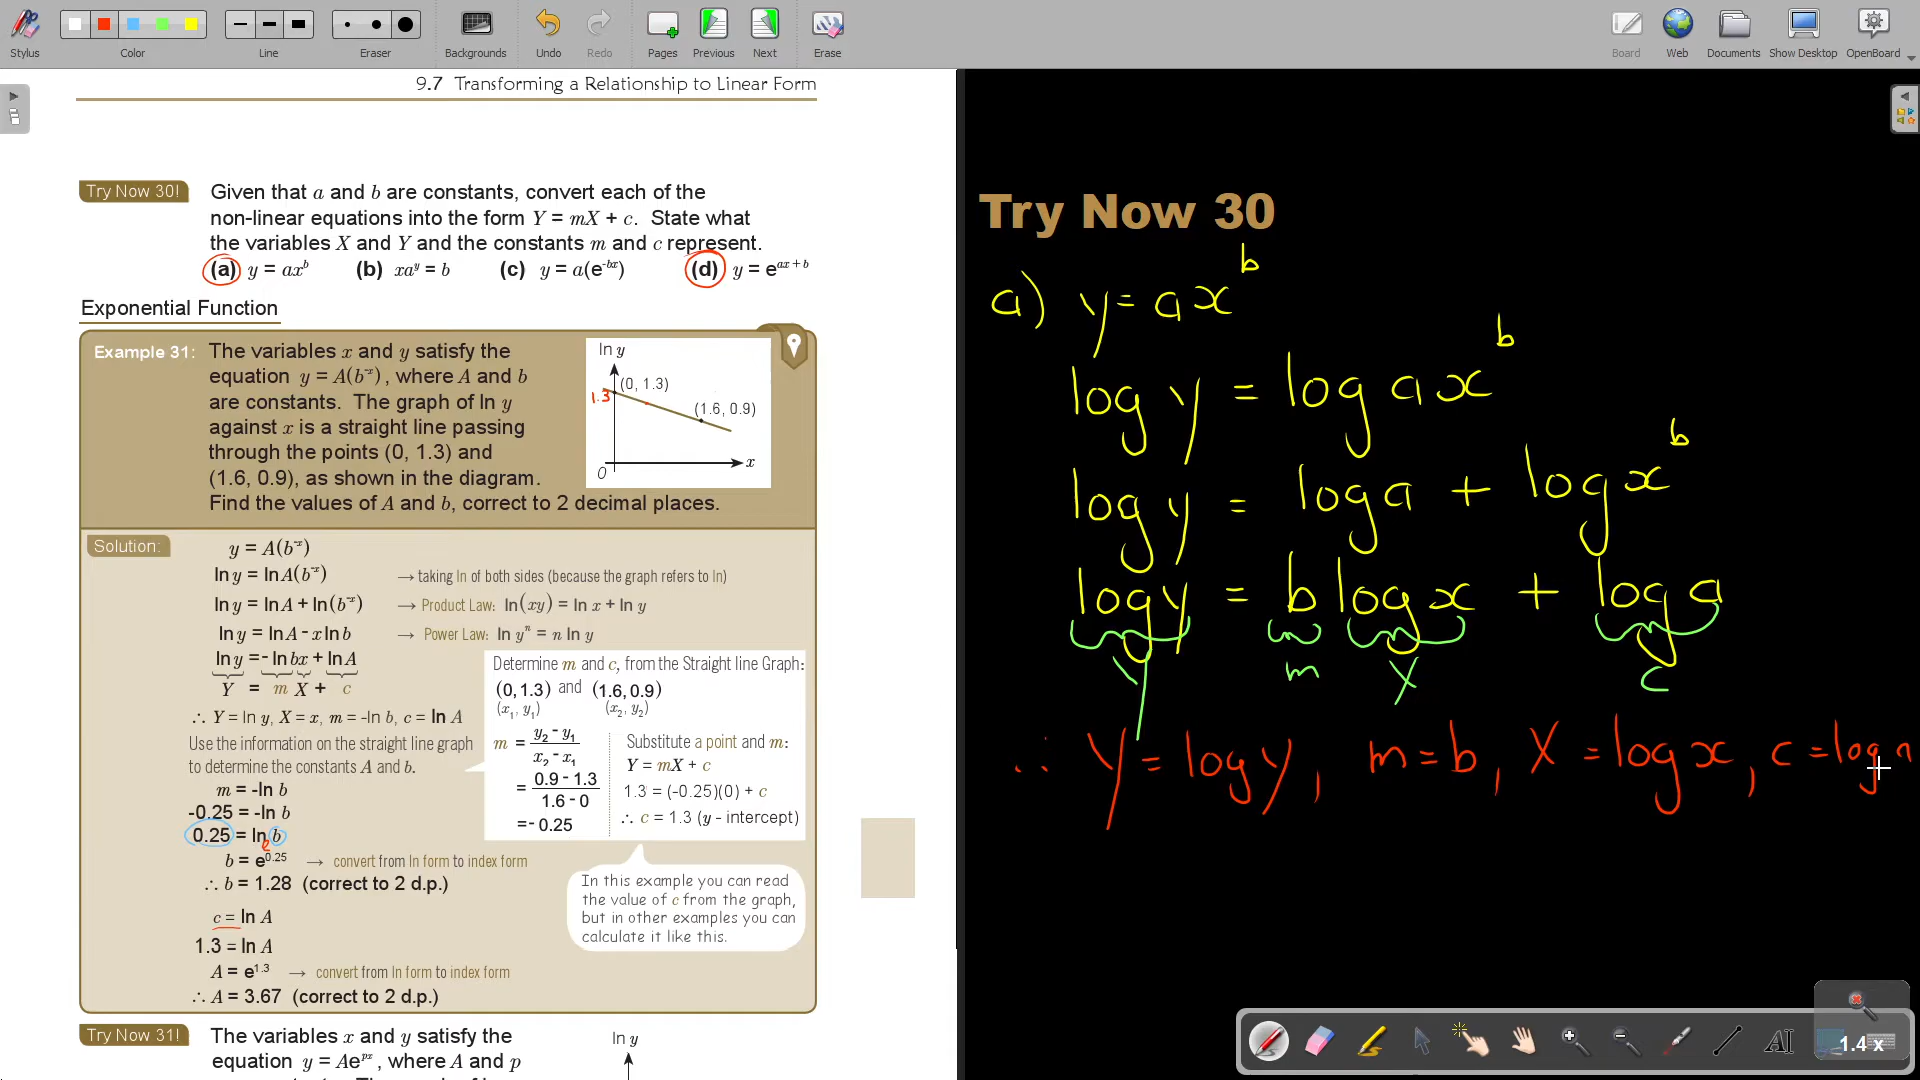 Stylus Color Line Eraser Backgrounds Undo Redo Pages Previous Next Erase Board Web Documents Show Desktop OpenBoard
9.7 Transforming a Relationship to Linear Form
Try Now 30!
Given that a and b are constants, convert each of the
non-linear equations into the form Y = mX + c. State what
the variables X and Y and the constants m and c represent.
(a) y = ax^b (b) xa^y = b (c) y = a(e^-bx) (d) y = e^ax + b
Exponential Function
Example 31:
The variables x and y satisfy the
equation y = A(b^-x), where A and b
are constants. The graph of ln y
against x is a straight line passing
through the points (0, 1.3) and
(1.6, 0.9), as shown in the diagram.
Find the values of A and b, correct to 2 decimal places.
ln y
(0, 1.3)
1.3
(1.6, 0.9)
O
x
Solution:
y = A(b^-x)
ln y = ln A(b^-x) → taking ln of both sides (because the graph refers to ln)
ln y = ln A + ln(b^-x) → Product Law: ln(xy) = ln x + ln y
ln y = ln A - x ln b → Power Law: ln y^n = n ln y
ln y = - ln bx + ln A
Y = m X + c
∴ Y = ln y, X = x, m = -ln b, c = ln A
Use the information on the straight line graph
to determine the constants A and b.
m = -ln b
-0.25 = -ln b
0.25 = ln b
e
b = e^0.25 → convert from ln form to index form
∴ b = 1.28 (correct to 2 d.p.)
c = ln A
1.3 = ln A
A = e^1.3 → convert from ln form to index form
∴ A = 3.67 (correct to 2 d.p.)
Determine m and c, from the Straight line Graph:
(0, 1.3) and (1.6, 0.9)
(x₁, y₁) (x₂, y₂)
m = (y₂ - y₁)/(x₂ - x₁)
= (0.9 - 1.3)/(1.6 - 0)
= - 0.25
Substitute a point and m:
Y = mX + c
1.3 = (-0.25)(0) + c
∴ c = 1.3 (y - intercept)
In this example you can read
the value of c from the graph,
but in other examples you can
calculate it like this.
Try Now 31!
The variables x and y satisfy the
equation y = Ae^px, where A and p
ln y
Try Now 30
a) y = ax^b
log y = log ax^b
log y = log a + log x^b
log y = b log x + log a
Y m X c
∴ Y = log y, m = b, X = log x, c = log a
1.4 x